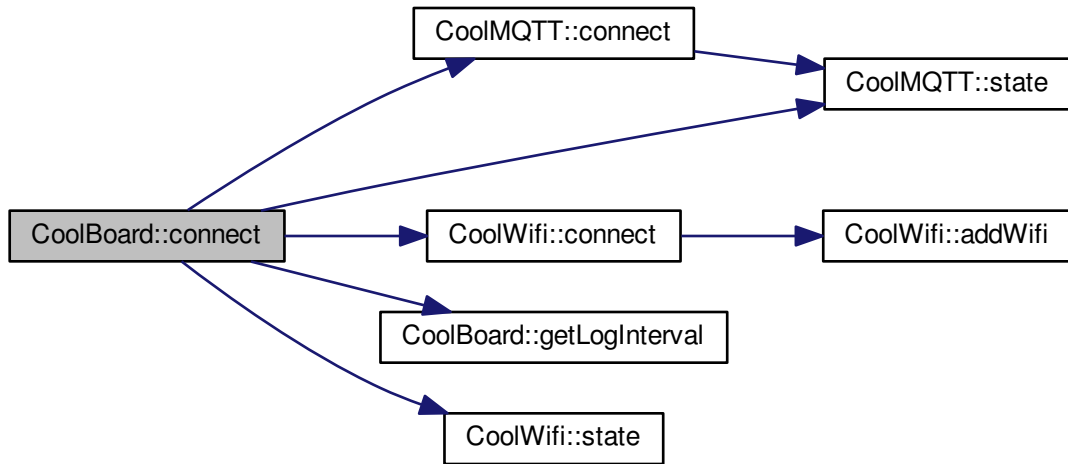 CoolMQTT::connect
CoolMQTT::state
CoolBoard::connect
CoolWifi::connect
CoolWifi::addWifi
CoolBoard::getLogInterval
CoolWifi::state